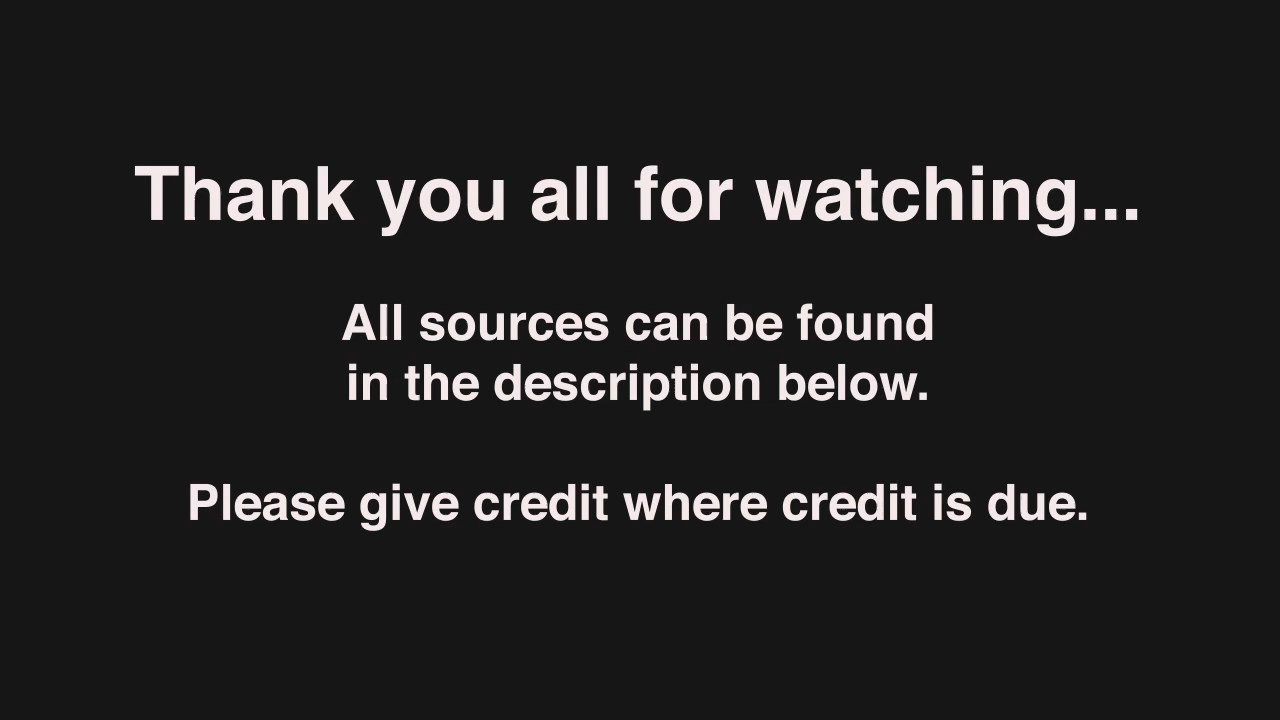 Thank you all for watching...
All sources can be found
in the description below.
Please give credit where credit is due.